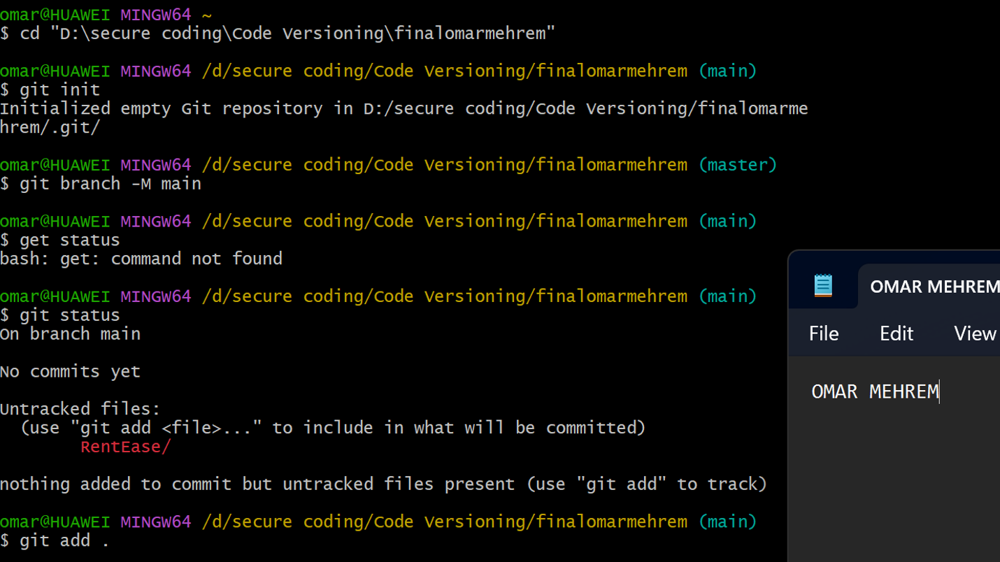 omar@HUAWEI MINGW64 ~
$ cd "D:\secure coding\Code Versioning\finalomarmehrem"
omar@HUAWEI MINGW64 /d/secure coding/Code Versioning/finalomarmehrem (main)
$ git init
Initialized empty Git repository in D:/secure coding/Code Versioning/finalomarme
hrem/.git/
omar@HUAWEI MINGW64 /d/secure coding/Code Versioning/finalomarmehrem (master)
$ git branch -M main
omar@HUAWEI MINGW64 /d/secure coding/Code Versioning/finalomarmehrem (main)
$ get status
bash: get: command not found
omar@HUAWEI MINGW64 /d/secure coding/Code Versioning/finalomarmehrem (main)
$ git status
On branch main
No commits yet
Untracked files:
  (use "git add <file>..." to include in what will be committed)
        RentEase/
nothing added to commit but untracked files present (use "git add" to track)
omar@HUAWEI MINGW64 /d/secure coding/Code Versioning/finalomarmehrem (main)
$ git add .
OMAR MEHREM
File Edit View
OMAR MEHREM